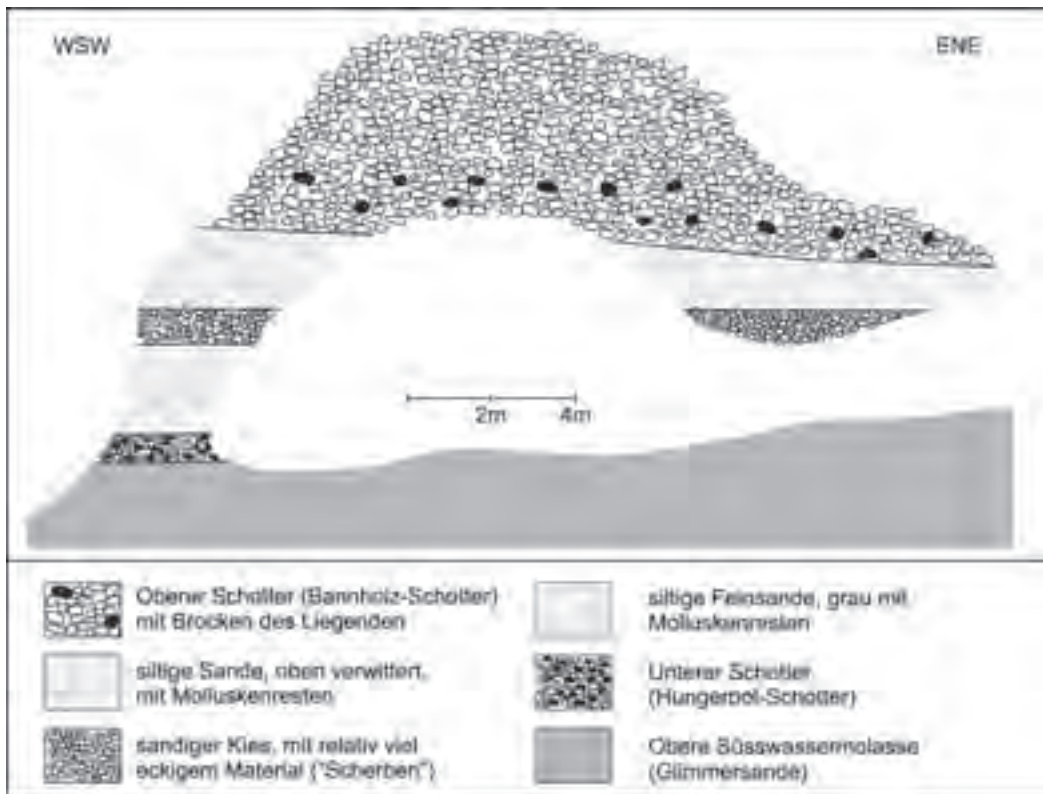 WSW
ENE
2m 4m
Oberer Schotter (Bannholz-Schotter)
mit Brocken des Liegenden
siltige Sande, oben verwittert,
mit Molluskenresten
sandiger Kies, mit relativ viel
eckigem Material ("Scherben")
siltige Feinsande, grau mit
Molluskenresten
Unterer Schotter
(Hungerbol-Schotter)
Obere Süsswassermolasse
(Glimmersande)